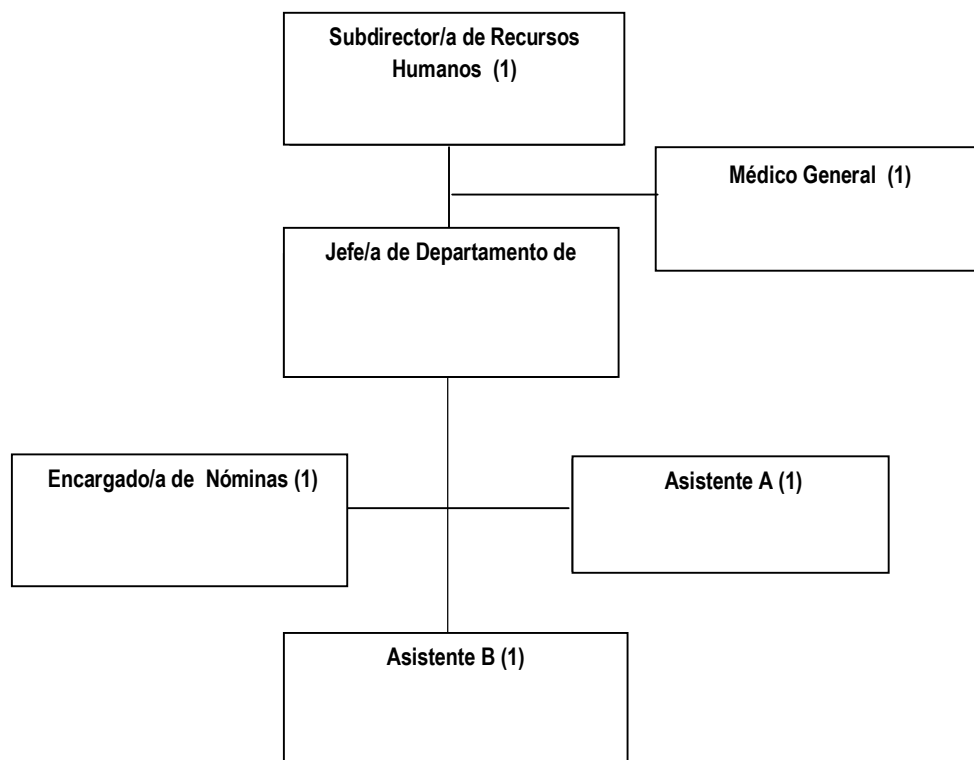 Subdirector/a de Recursos
Humanos (1)
Médico General (1)
Jefe/a de Departamento de
Encargado/a de Nóminas (1)
Asistente A (1)
Asistente B (1)